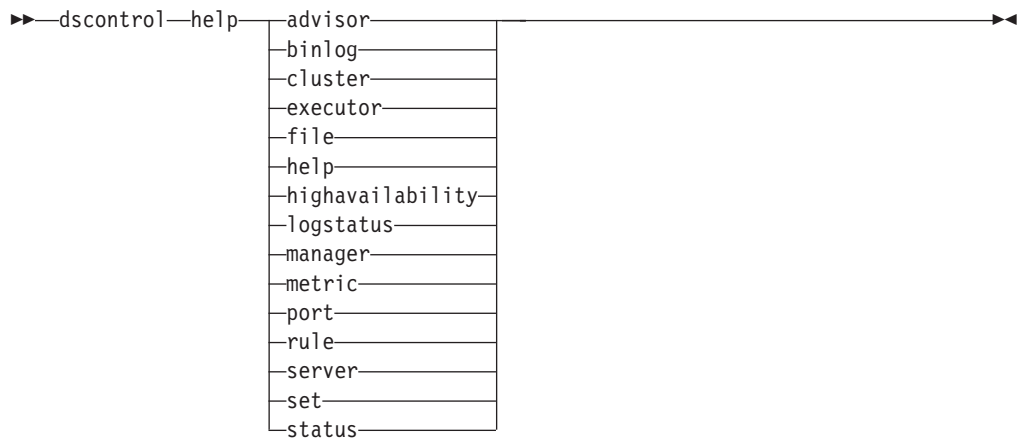 dscontrol help advisor
binlog
cluster
executor
file
help
highavailability
logstatus
manager
metric
port
rule
server
set
status